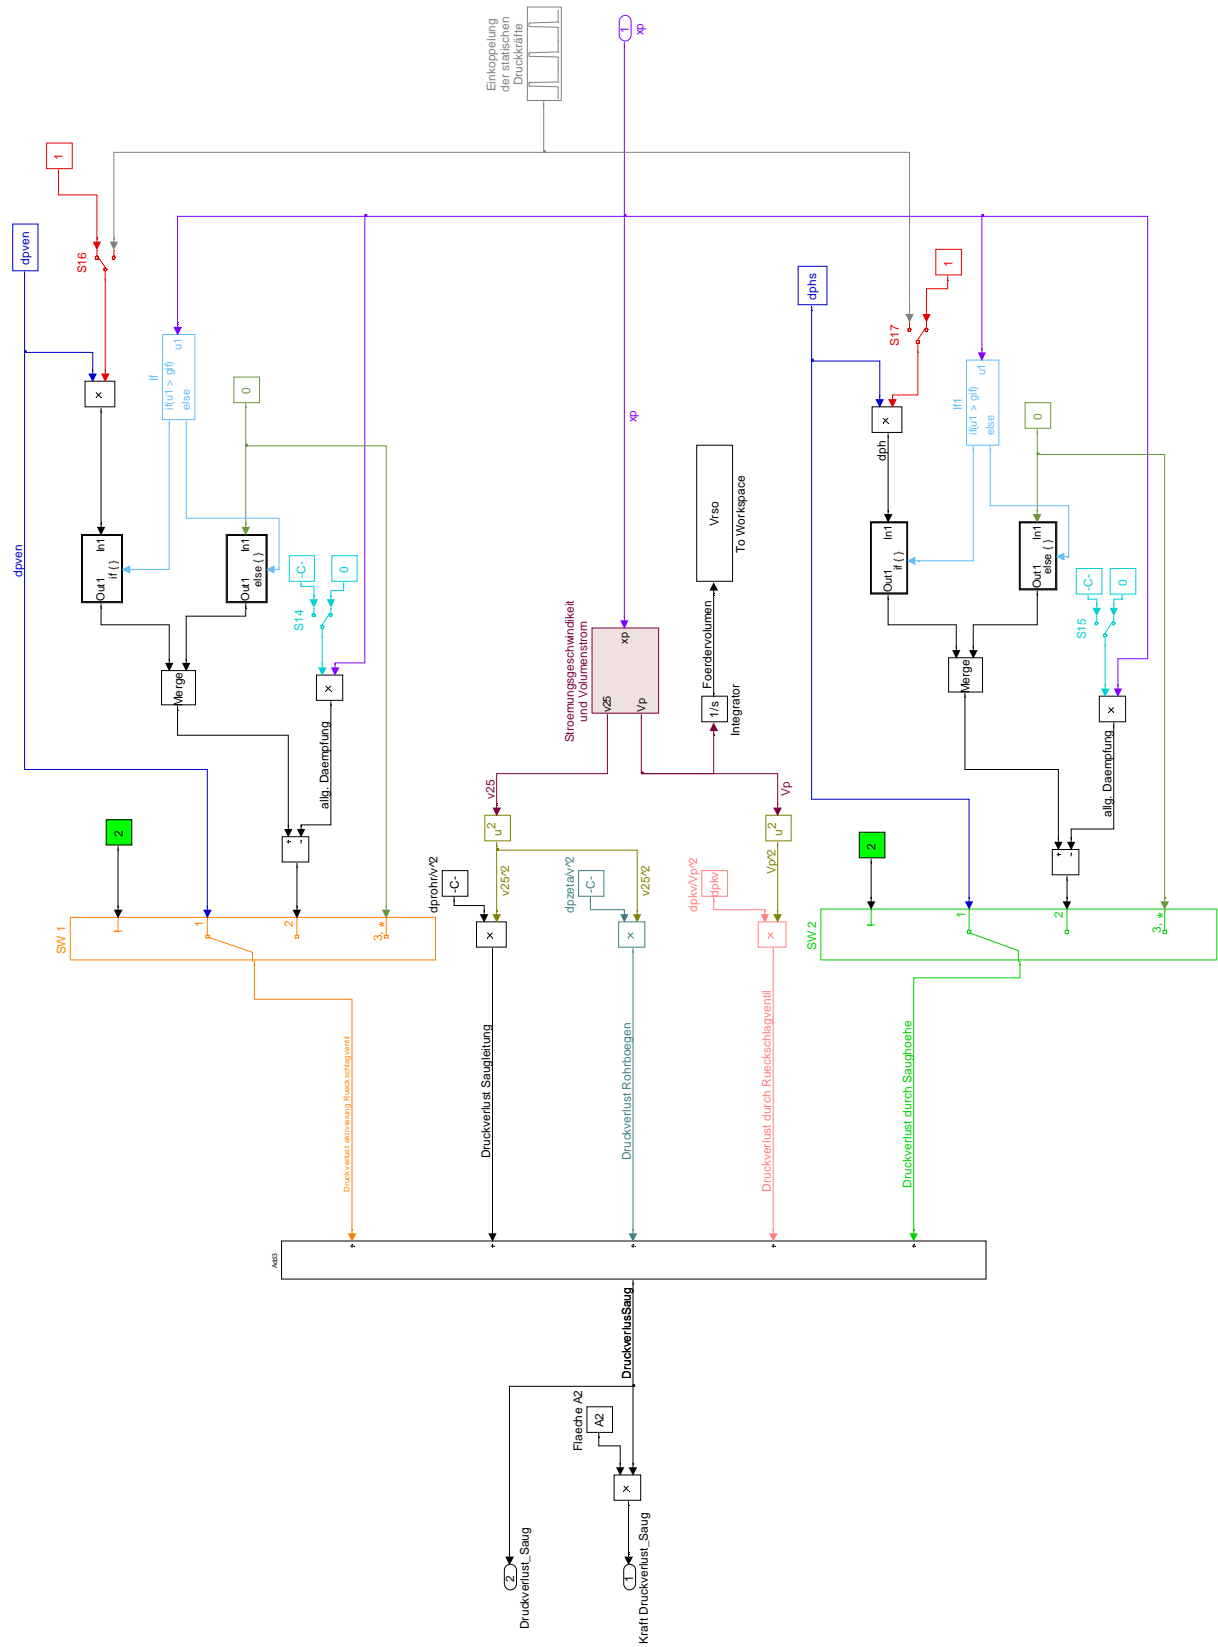 Einkoppelung
der statischen
Druckkräfte
1
xp
1
dpven
S16
dphs
1
S17
If
u1
if(u1 > gif)
else
If1
u1
if(u1 > gif)
else
×
0
×
0
dph
xp
dpven
In1
Out1
if { }
In1
Out1
else { }
-C-
0
S14
Vrso
To Workspace
In1
Out1
if { }
In1
Out1
else { }
-C-
0
S15
Merge
×
allg. Daempfung
Stroemungsgeschwindikeit
und Volumenstrom
xp
v25
Vp
Foerdervolumen
1/s
Integrator
Merge
×
allg. Daempfung
2
+
-
v25
Vp
u²
u²
2
+
-
dprohr/v^2
-C-
v25^2
dpzeta/v^2
-C-
v25^2
dpkv/Vp^2
dpkv
Vp^2
SW 1
1
2
3, *
×
×
×
SW 2
1
2
3, *
Druckverlust aktivierung Rueckschlagventil
Druckverlust Saugleitung
Druckverlust Rohrboegen
Druckverlust durch Rueckschlagventil
Druckverlust durch Saughoehe
Add3
+
+
+
+
+
DruckverlusSaug
Flaeche A2
A2
×
2
Druckverlust_Saug
1
Kraft Druckverlust_Saug